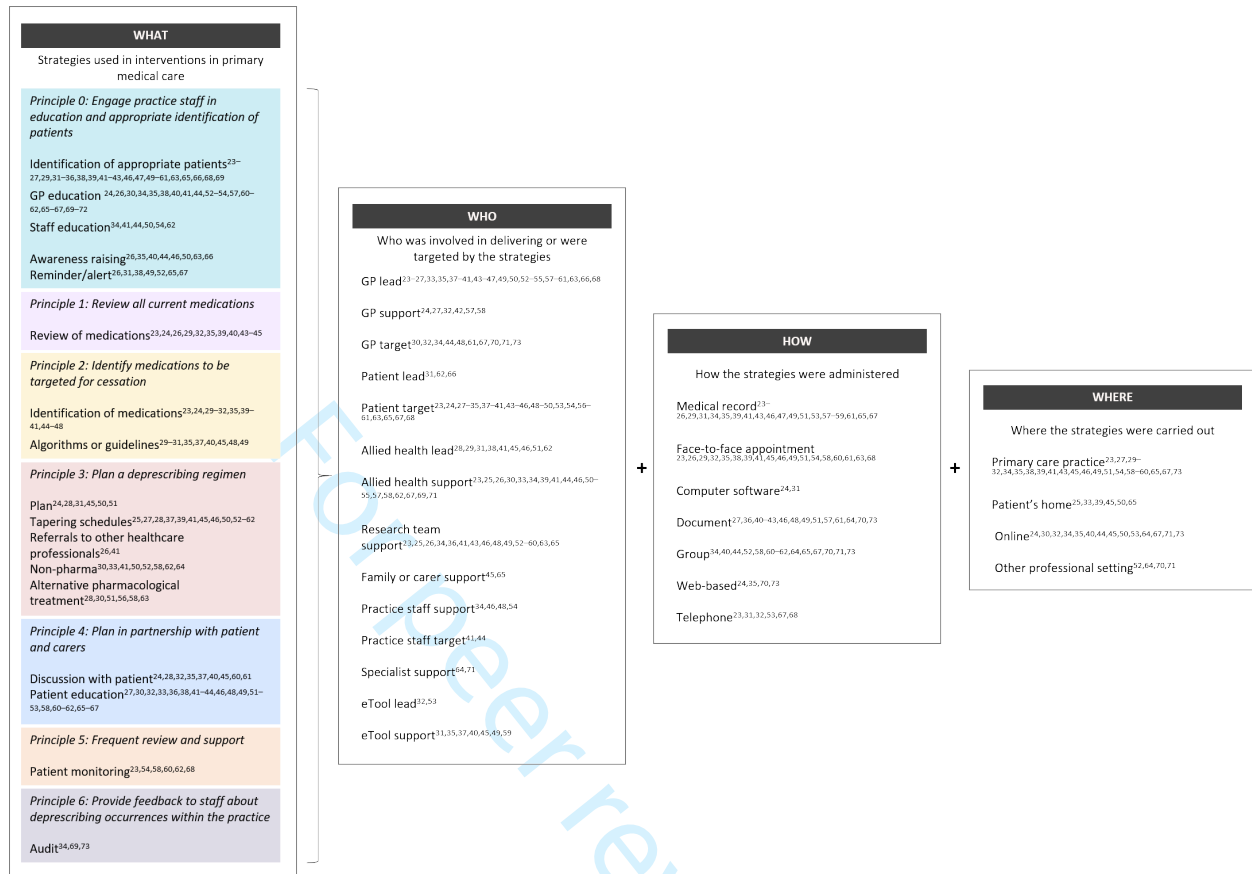 WHAT
Strategies used in interventions in primary
medical care
Principle 0: Engage practice staff in
education and appropriate identification of
patients
Identification of appropriate patients23–
27,29,31–36,38,39,41–43,46,47,49–61,63,65,66,68,69
GP education 24,26,30,34,35,38,40,41,44,52–54,57,60–
62,65–67,69–72
Staff education34,41,44,50,54,62
Awareness raising26,35,40,44,46,50,63,66
Reminder/alert26,31,38,49,52,65,67
Principle 1: Review all current medications
Review of medications23,24,26,29,32,35,39,40,43–45
Principle 2: Identify medications to be
targeted for cessation
Identification of medications23,24,29–32,35,39–
41,44–48
Algorithms or guidelines29–31,35,37,40,45,48,49
Principle 3: Plan a deprescribing regimen
Plan24,28,31,45,50,51
Tapering schedules25,27,28,37,39,41,45,46,50,52–62
Referrals to other healthcare
professionals26,41
Non-pharma30,33,41,50,52,58,62,64
Alternative pharmacological
treatment28,30,51,56,58,63
Principle 4: Plan in partnership with patient
and carers
Discussion with patient24,28,32,35,37,40,45,60,61
Patient education27,30,32,33,36,38,41–44,46,48,49,51–
53,58,60–62,65–67
Principle 5: Frequent review and support
Patient monitoring23,54,58,60,62,68
Principle 6: Provide feedback to staff about
deprescribing occurrences within the practice
Audit34,69,73
WHO
Who was involved in delivering or were
targeted by the strategies
GP lead23–27,33,35,37–41,43–47,49,50,52–55,57–61,63,66,68
GP support24,27,32,42,57,58
GP target30,32,34,44,48,61,67,70,71,73
Patient lead31,62,66
Patient target23,24,27–35,37–41,43–46,48–50,53,54,56–
61,63,65,67,68
Allied health lead28,29,31,38,41,45,46,51,62
Allied health support23,25,26,30,33,34,39,41,44,46,50–
55,57,58,62,67,69,71
Research team
support23,25,26,34,36,41,43,46,48,49,52–60,63,65
Family or carer support45,65
Practice staff support34,46,48,54
Practice staff target41,44
Specialist support64,71
eTool lead32,53
eTool support31,35,37,40,45,49,59
+
HOW
How the strategies were administered
Medical record23–
26,29,31,34,35,39,41,43,46,47,49,51,53,57–59,61,65,67
Face-to-face appointment
23,26,29,32,35,38,39,41,45,46,49,51,54,58,60,61,63,68
Computer software24,31
Document27,36,40–43,46,48,49,51,57,61,64,70,73
Group34,40,44,52,58,60–62,64,65,67,70,71,73
Web-based24,35,70,73
Telephone23,31,32,53,67,68
+
WHERE
Where the strategies were carried out
Primary care practice23,27,29–
32,34,35,38,39,41,43,45,46,49,51,54,58–60,65,67,73
Patient’s home25,33,39,45,50,65
Online24,30,32,34,35,40,44,45,50,53,64,67,71,73
Other professional setting52,64,70,71
For peer re